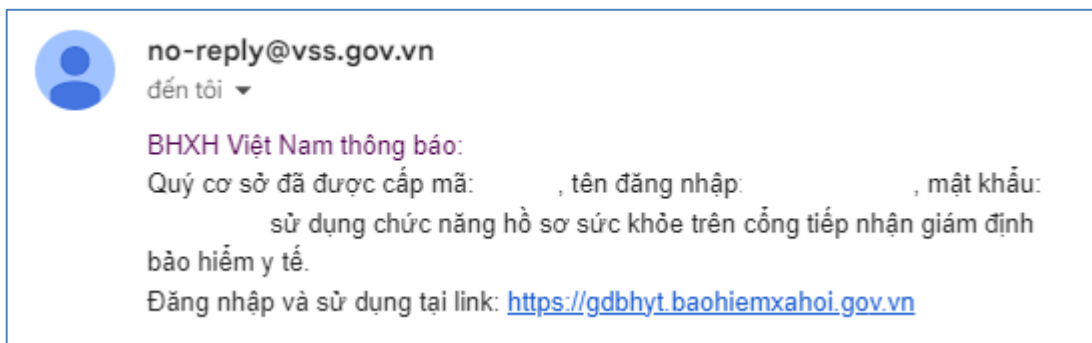 no-reply@vss.gov.vn
đến tôi
BHXH Việt Nam thông báo:
Quý cơ sở đã được cấp mã: , tên đăng nhập: , mật khẩu:
sử dụng chức năng hồ sơ sức khỏe trên cổng tiếp nhận giám định
bảo hiểm y tế.
Đăng nhập và sử dụng tại link: https://gdbhyt.baohiemxahoi.gov.vn